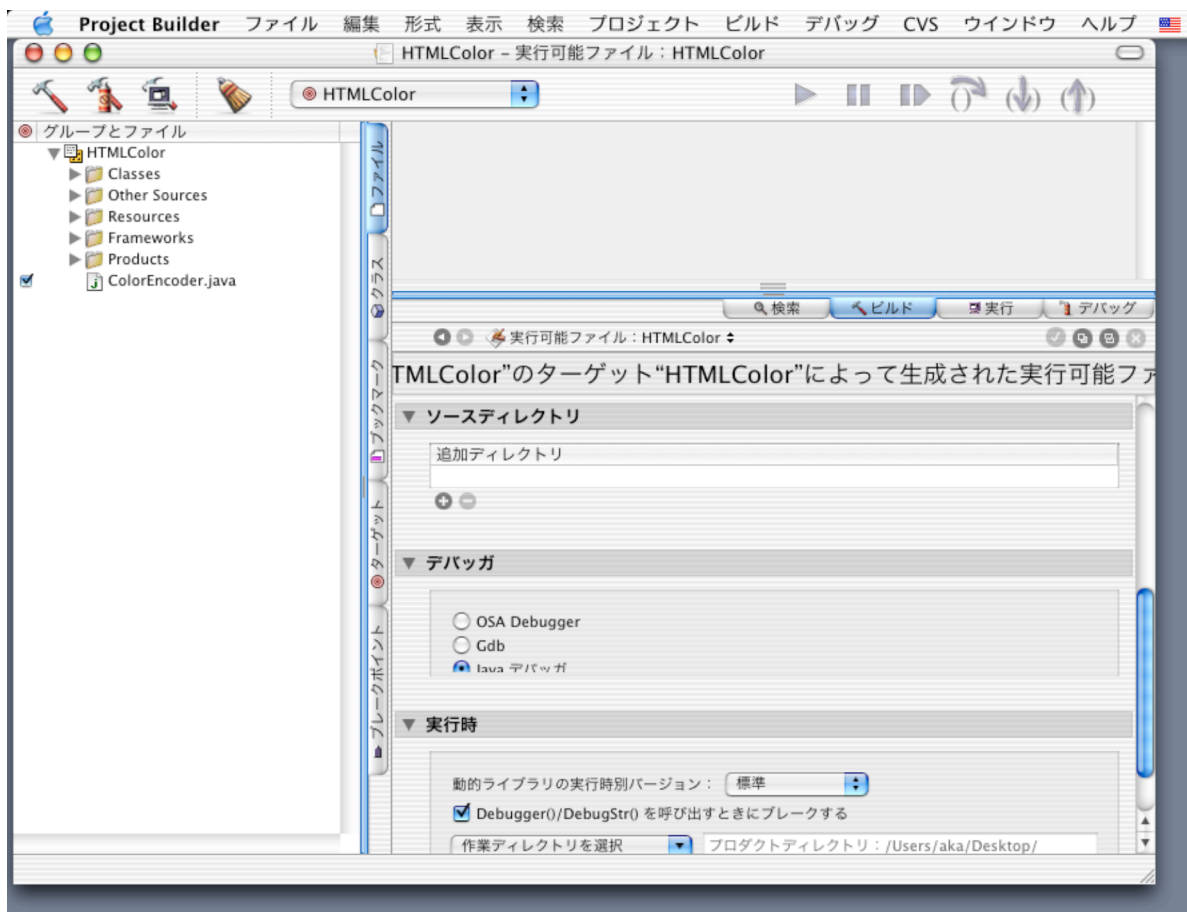 Project Builder ファイル 編集 形式 表示 検索 プロジェクト ビルド デバッグ CVS ウインドウ ヘルプ
HTMLColor – 実行可能ファイル：HTMLColor
HTMLColor
グループとファイル
HTMLColor
Classes
Other Sources
Resources
Frameworks
Products
ColorEncoder.java
ファイル
クラス
ブックマーク
ターゲット
ブレークポイント
検索 ビルド 実行 デバッグ
実行可能ファイル：HTMLColor
TMLColor”のターゲット“HTMLColor”によって生成された実行可能ファ
ソースディレクトリ
追加ディレクトリ
デバッガ
OSA Debugger
Gdb
Java デバッガ
実行時
動的ライブラリの実行時別バージョン： 標準
Debugger()/DebugStr() を呼び出すときにブレークする
作業ディレクトリを選択 プロダクトディレクトリ：/Users/aka/Desktop/